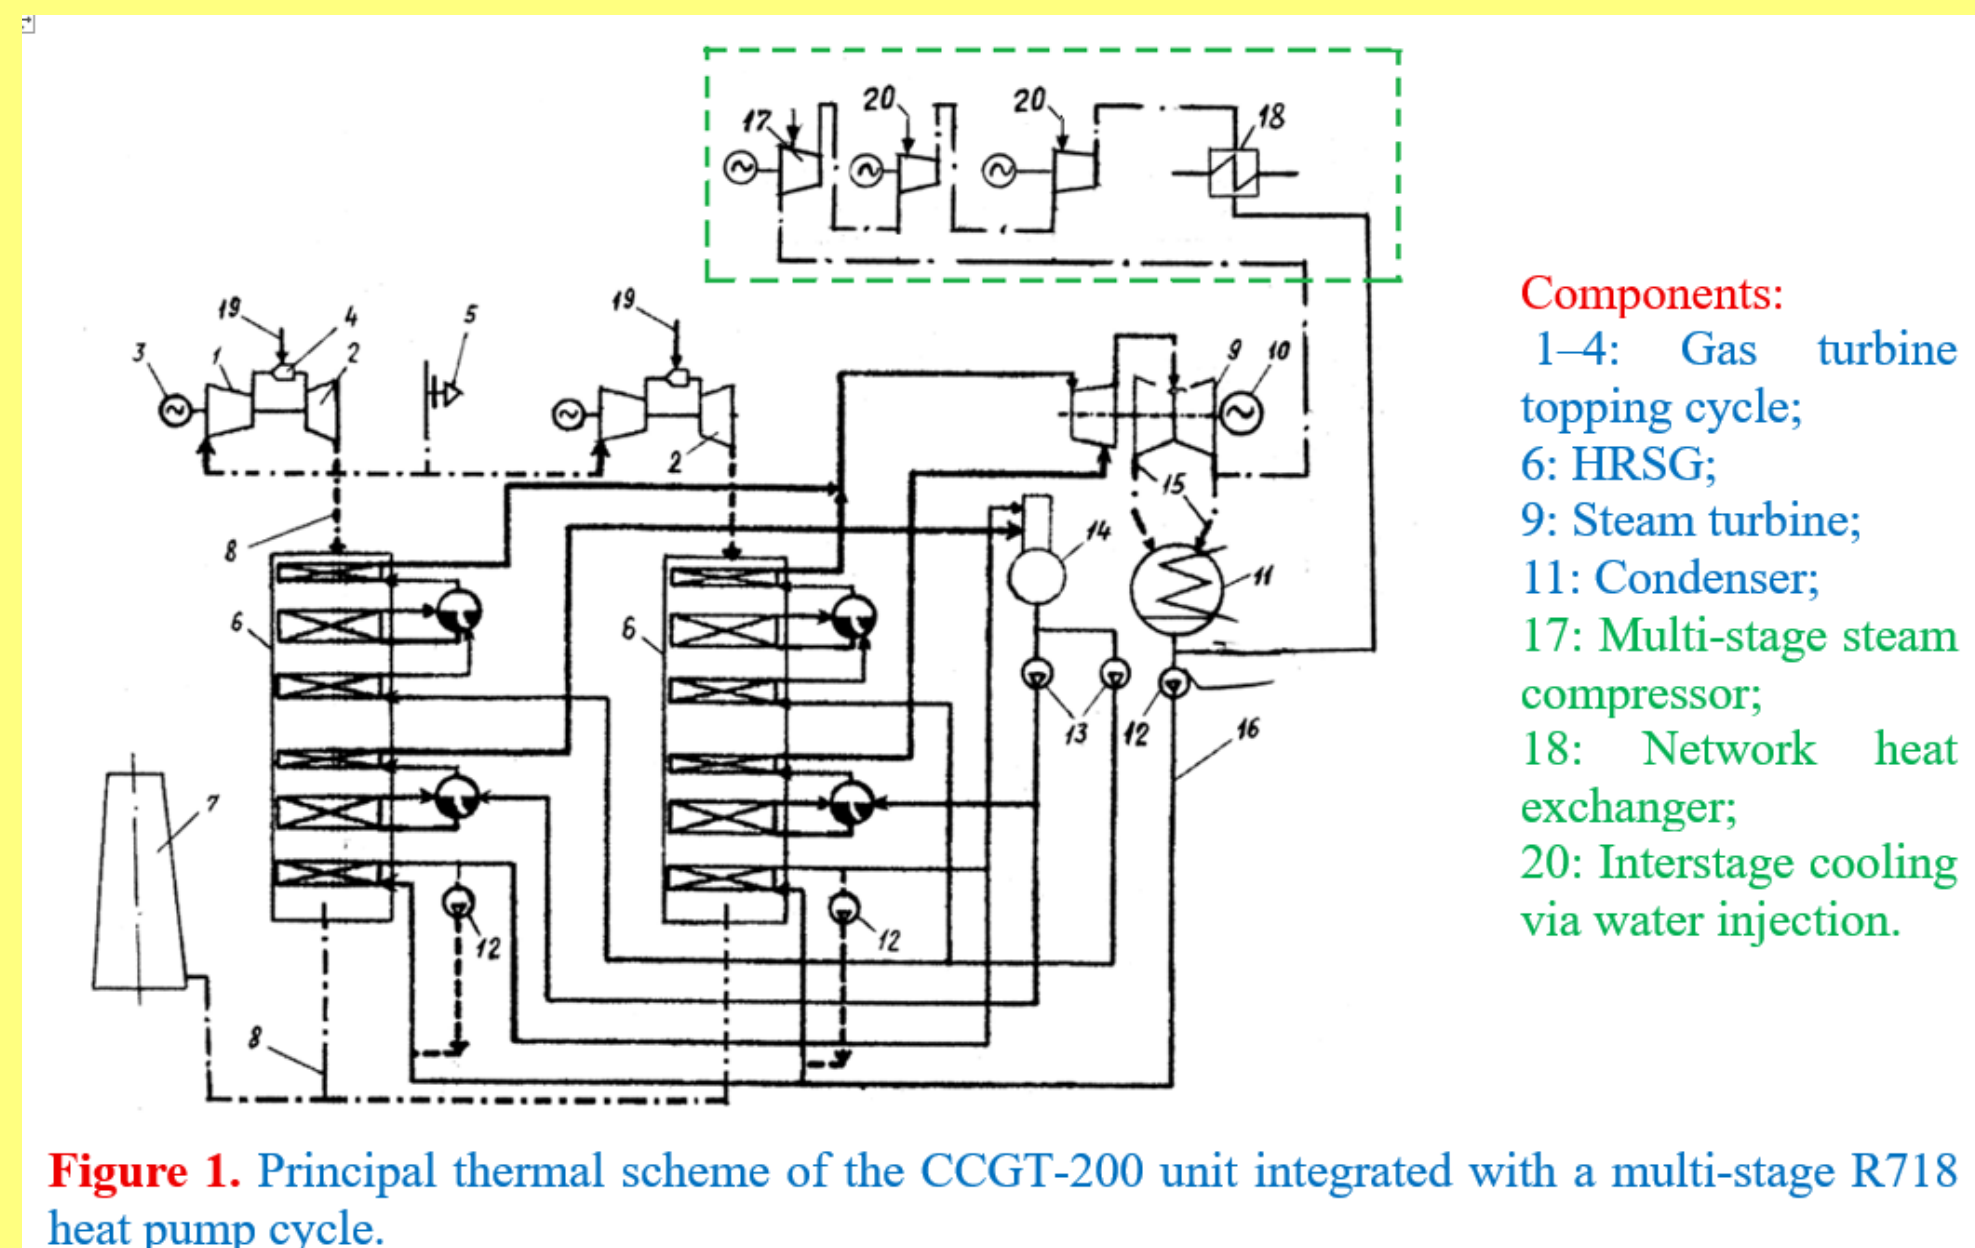 17
20
20
18
19
4
5
19
3
1
2
9
10
2
15
8
14
11
6
6
13
12
16
7
12
12
8
Components:
1–4: Gas turbine
topping cycle;
6: HRSG;
9: Steam turbine;
11: Condenser;
17: Multi-stage steam
compressor;
18: Network heat
exchanger;
20: Interstage cooling
via water injection.
Figure 1. Principal thermal scheme of the CCGT-200 unit integrated with a multi-stage R718
heat pump cycle.